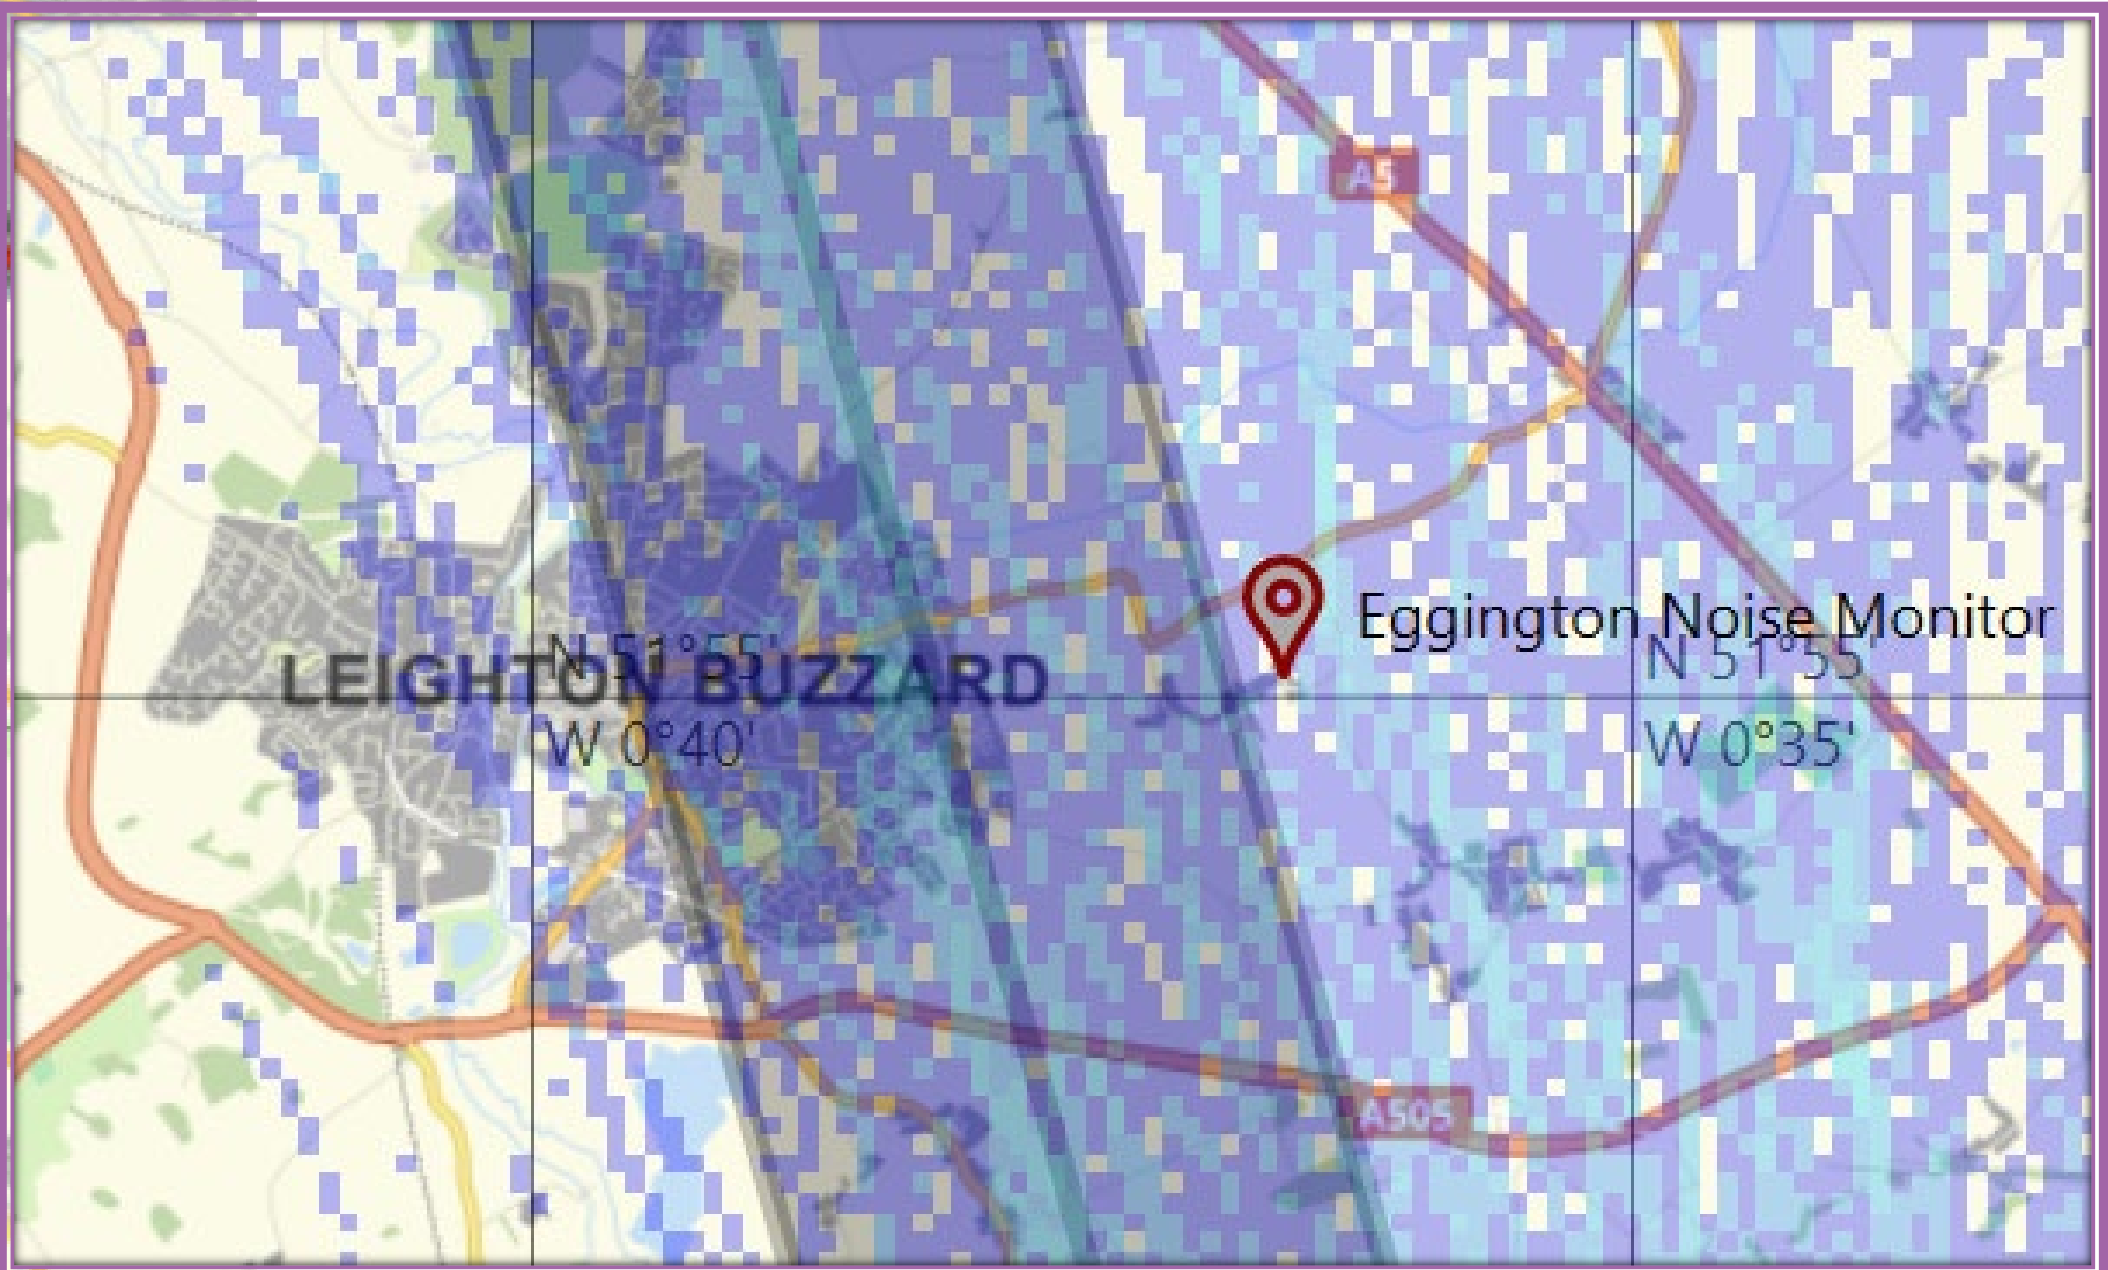 A5
Eggington Noise Monitor
N 51°55'
N 51°55'
LEIGHTON BUZZARD
W 0°40'
W 0°35'
A505